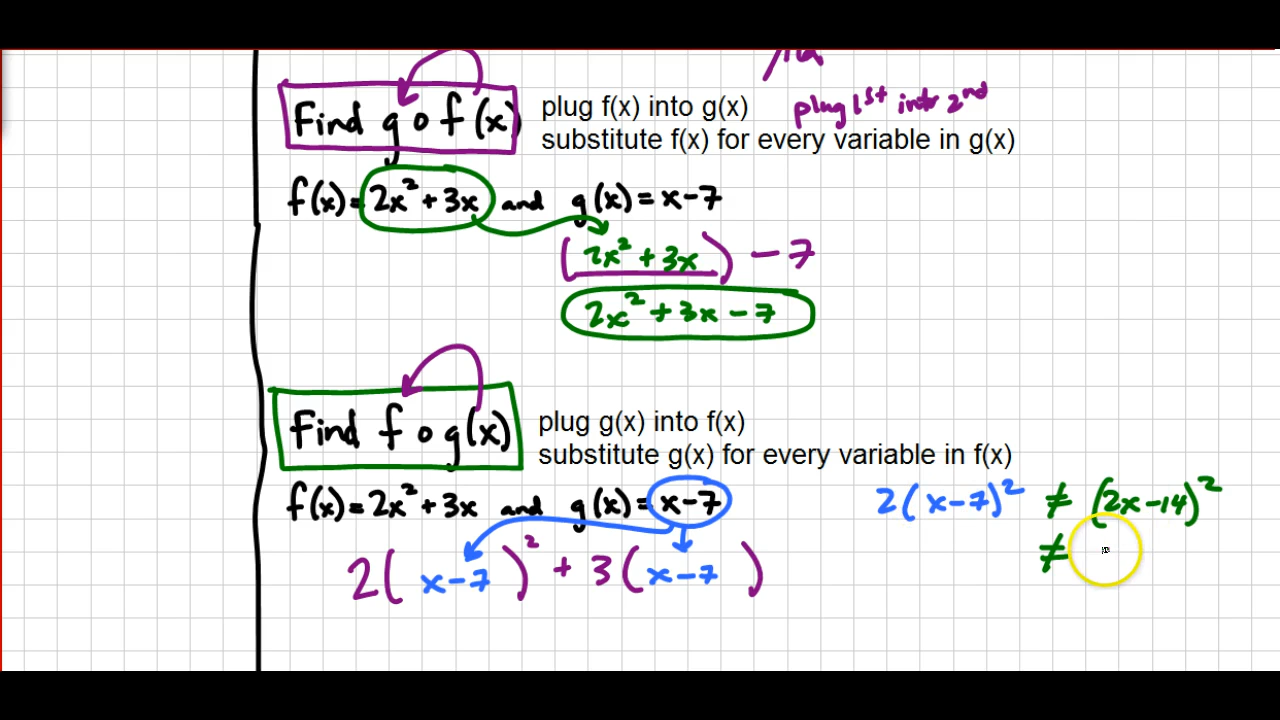 plug 1st into 2nd
Find g o f(x) plug f(x) into g(x)
substitute f(x) for every variable in g(x)
f(x) = 2x² + 3x and g(x) = x - 7
(2x² + 3x) - 7
2x² + 3x - 7
Find f o g(x) plug g(x) into f(x)
substitute g(x) for every variable in f(x)
f(x) = 2x² + 3x and g(x) = x - 7
2(x - 7)² ≠ (2x - 14)²
≠
2(x - 7)² + 3(x - 7)